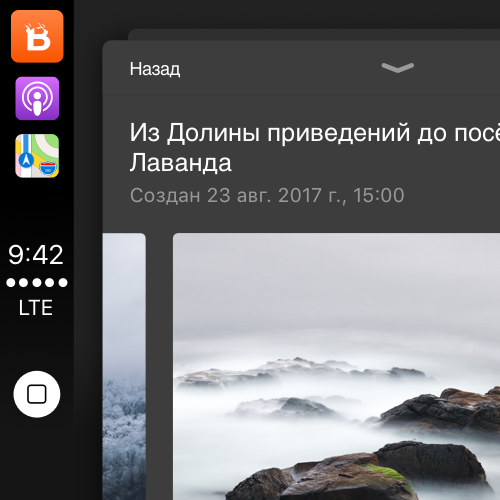 Назад
Из Долины приведений до посё
Лаванда
Создан 23 авг. 2017 г., 15:00
9:42
LTE